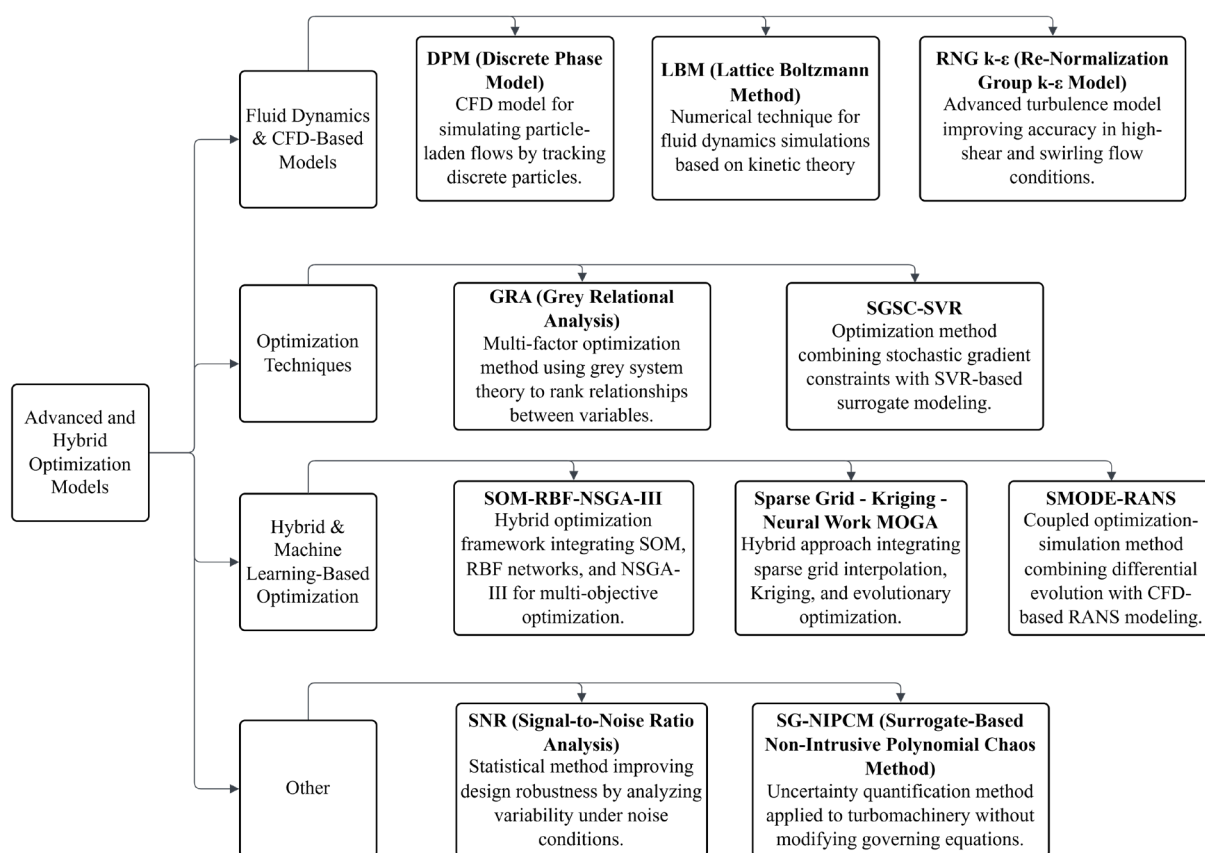 Advanced and
Hybrid
Optimization
Models
Fluid Dynamics
& CFD-Based
Models
DPM (Discrete Phase
Model)
CFD model for
simulating particle-
laden flows by tracking
discrete particles.
LBM (Lattice Boltzmann
Method)
Numerical technique for
fluid dynamics simulations
based on kinetic theory
RNG k-ε (Re-Normalization
Group k-ε Model)
Advanced turbulence model
improving accuracy in high-
shear and swirling flow
conditions.
Optimization
Techniques
GRA (Grey Relational
Analysis)
Multi-factor optimization
method using grey system
theory to rank relationships
between variables.
SGSC-SVR
Optimization method
combining stochastic gradient
constraints with SVR-based
surrogate modeling.
Hybrid &
Machine
Learning-Based
Optimization
SOM-RBF-NSGA-III
Hybrid optimization
framework integrating SOM,
RBF networks, and NSGA-
III for multi-objective
optimization.
Sparse Grid - Kriging -
Neural Work MOGA
Hybrid approach integrating
sparse grid interpolation,
Kriging, and evolutionary
optimization.
SMODE-RANS
Coupled optimization-
simulation method
combining differential
evolution with CFD-
based RANS modeling.
Other
SNR (Signal-to-Noise Ratio
Analysis)
Statistical method improving
design robustness by analyzing
variability under noise
conditions.
SG-NIPCM (Surrogate-Based
Non-Intrusive Polynomial Chaos
Method)
Uncertainty quantification method
applied to turbomachinery without
modifying governing equations.